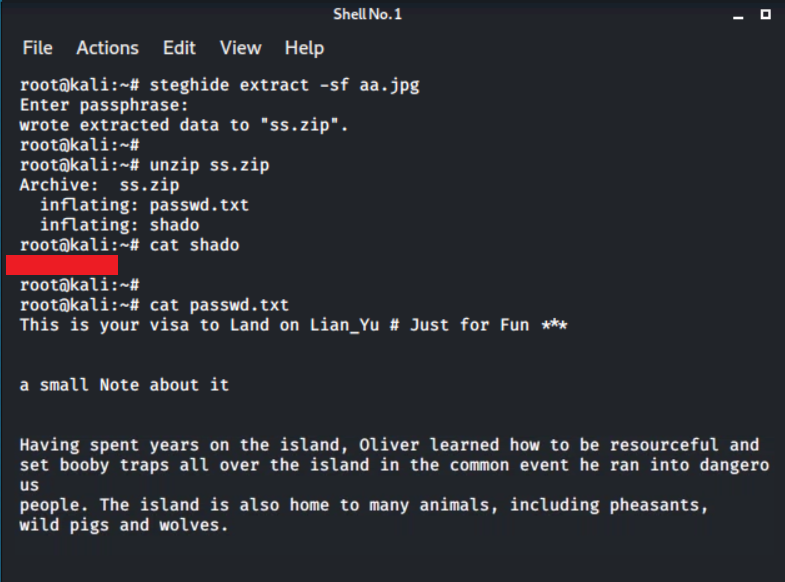 Shell No.1
File Actions Edit View Help
root@kali:~# steghide extract -sf aa.jpg
Enter passphrase:
wrote extracted data to "ss.zip".
root@kali:~#
root@kali:~# unzip ss.zip
Archive:  ss.zip
  inflating: passwd.txt
  inflating: shado
root@kali:~# cat shado
root@kali:~#
root@kali:~# cat passwd.txt
This is your visa to Land on Lian_Yu # Just for Fun ***
a small Note about it
Having spent years on the island, Oliver learned how to be resourceful and
set booby traps all over the island in the common event he ran into dangero
us
people. The island is also home to many animals, including pheasants,
wild pigs and wolves.